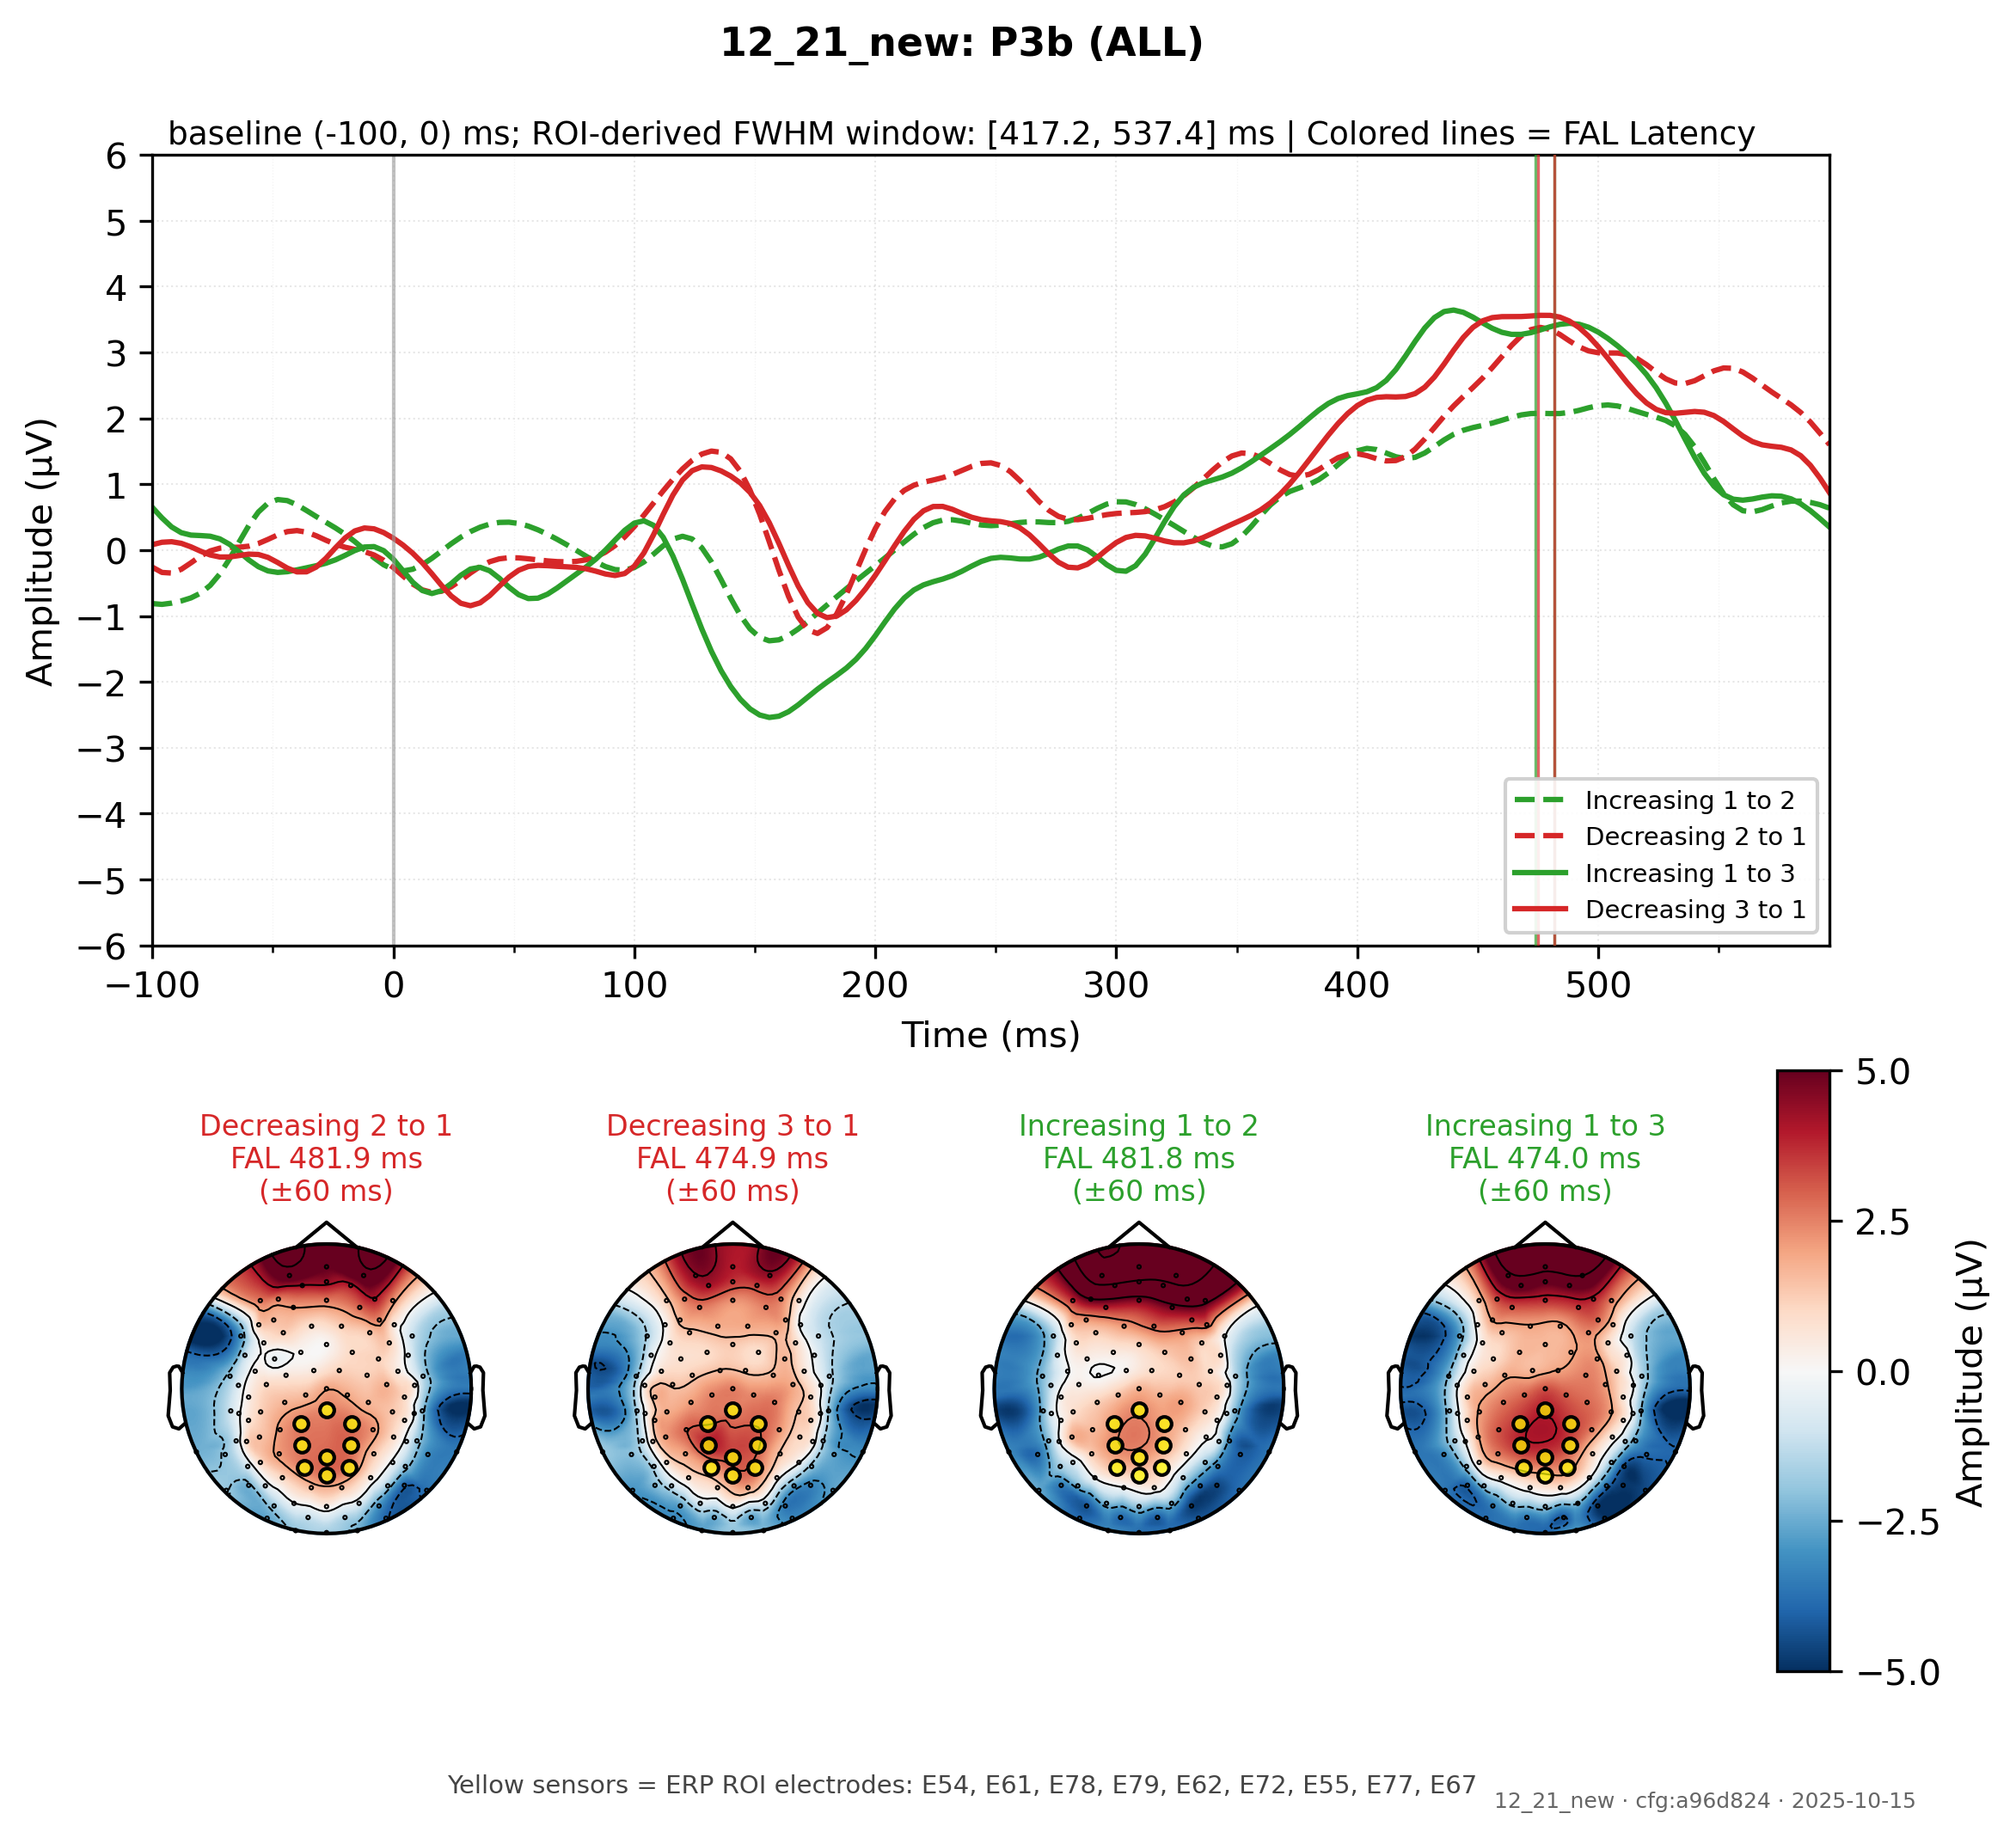 12_21_new: P3b (ALL)
baseline (-100, 0) ms; ROI-derived FWHM window: [417.2, 537.4] ms | Colored lines = FAL Latency
6
5
4
3
2
1
0
−1
−2
−3
−4
−5
−6
Amplitude (µV)
Increasing 1 to 2
Decreasing 2 to 1
Increasing 1 to 3
Decreasing 3 to 1
−100 0 100 200 300 400 500
Time (ms)
Decreasing 2 to 1
FAL 481.9 ms
(±60 ms)
Decreasing 3 to 1
FAL 474.9 ms
(±60 ms)
Increasing 1 to 2
FAL 481.8 ms
(±60 ms)
Increasing 1 to 3
FAL 474.0 ms
(±60 ms)
5.0
2.5
0.0
−2.5
−5.0
Amplitude (µV)
Yellow sensors = ERP ROI electrodes: E54, E61, E78, E79, E62, E72, E55, E77, E67
12_21_new · cfg:a96d824 · 2025-10-15